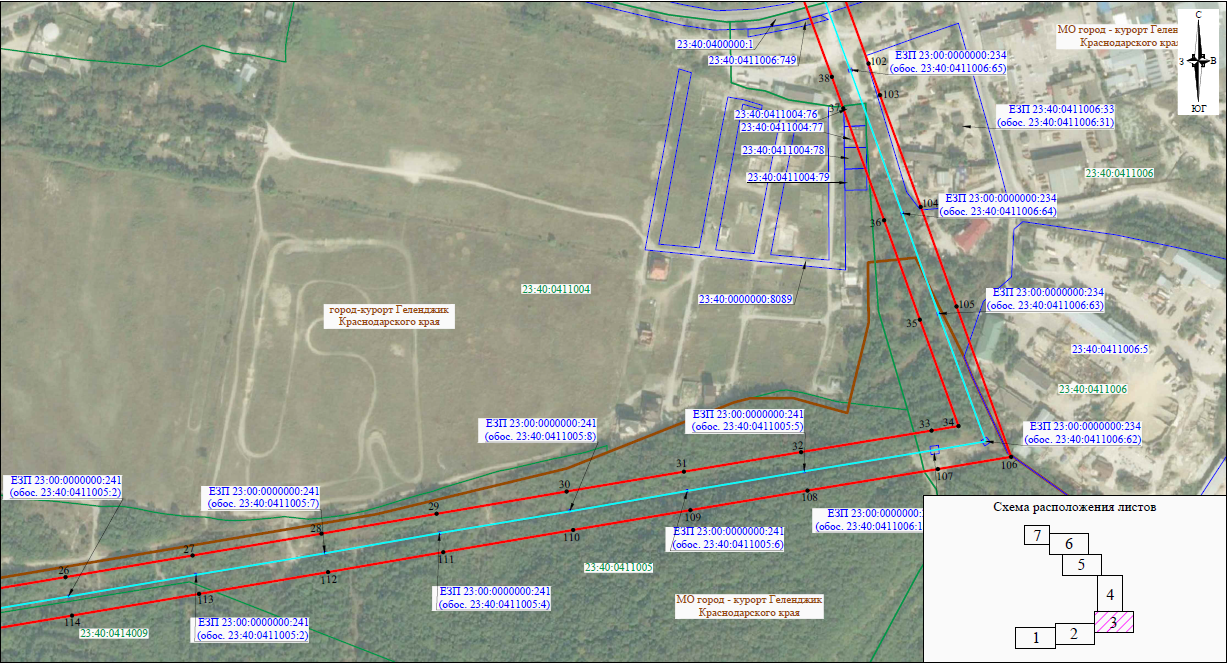 МО город - курорт Гелен
Краснодарского кра
С
З
В
ЮГ
23:40:0400000:1
23:40:0411006:749
38
102
ЕЗП 23:00:0000000:234
(обос. 23:40:0411006:65)
103
37
23:40:0411004:76
23:40:0411004:77
23:40:0411004:78
23:40:0411004:79
ЕЗП 23:40:0411006:33
(обос. 23:40:0411006:31)
23:40:0411006
104
ЕЗП 23:00:0000000:234
(обос. 23:40:0411006:64)
36
23:40:0411004
23:40:0000000:8089
ЕЗП 23:00:0000000:234
(обос. 23:40:0411006:63)
105
город-курорт Геленджик
Краснодарского края
35
23:40:0411006:5
23:40:0411006
ЕЗП 23:00:0000000:241
(обос. 23:40:0411005:8)
ЕЗП 23:00:0000000:241
(обос. 23:40:0411005:5)
33
34
ЕЗП 23:00:0000000:234
(обос. 23:40:0411006:62)
32
31
30
106
107
ЕЗП 23:00:0000000:241
(обос. 23:40:0411005:2)
ЕЗП 23:00:0000000:241
(обос. 23:40:0411005:7)
29
28
108
109
ЕЗП 23:00:0000000:
(обос. 23:40:0411006:1
110
ЕЗП 23:00:0000000:241
(обос. 23:40:0411005:6)
27
26
111
112
23:40:0411005
ЕЗП 23:00:0000000:241
(обос. 23:40:0411005:4)
113
114
23:40:0414009
ЕЗП 23:00:0000000:241
(обос. 23:40:0411005:2)
МО город - курорт Геленджик
Краснодарского края
Схема расположения листов
7
6
5
4
3
2
1